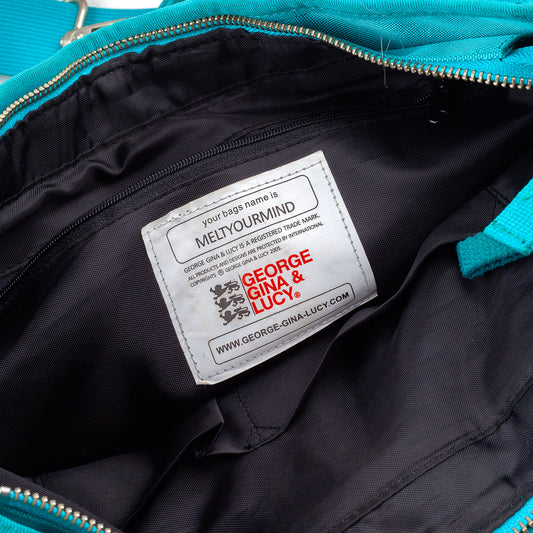 your bags name is
MELTYOURMIND
GEORGE GINA & LUCY IS A REGISTERED TRADE MARK.
ALL PRODUCTS AND DESIGNS ARE PROTECTED BY INTERNATIONAL
COPYRIGHTS © GEORGE GINA & LUCY 2005.
GEORGE
GINA &
LUCY®
WWW.GEORGE-GINA-LUCY.COM